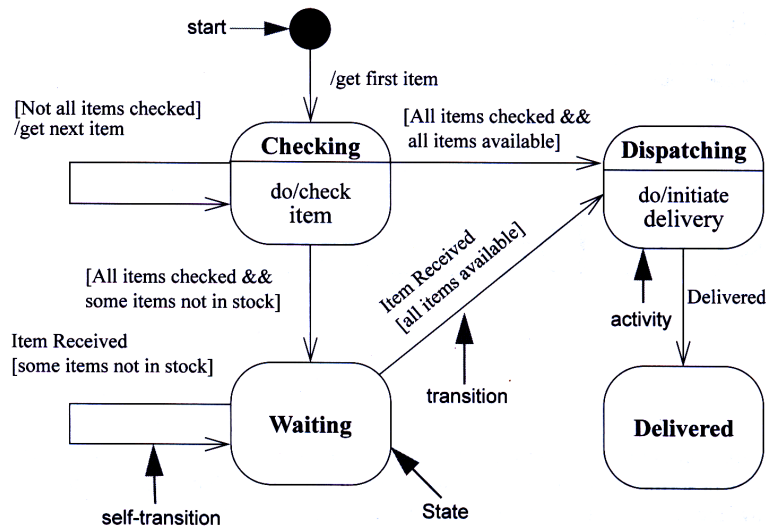 start
/get first item
[Not all items checked]
/get next item
[All items checked &&
all items available]
Checking
do/check
item
Dispatching
do/initiate
delivery
[All items checked &&
some items not in stock]
Item Received
[all items available]
activity
Delivered
Item Received
[some items not in stock]
transition
Waiting
Delivered
self-transition
State